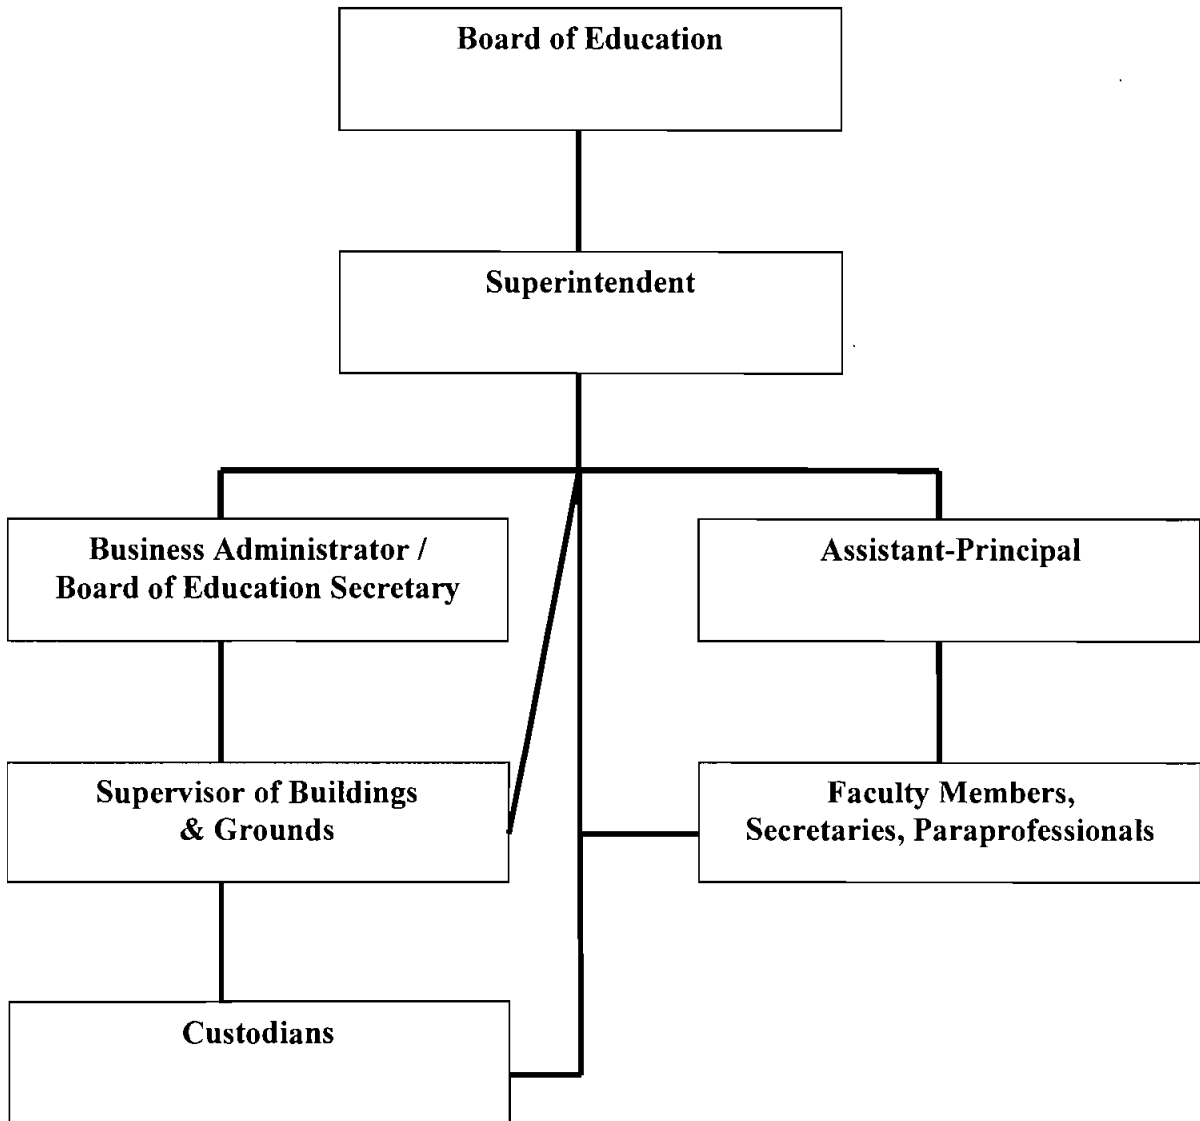 Board of Education
Superintendent
Business Administrator /
Board of Education Secretary
Assistant-Principal
Supervisor of Buildings
& Grounds
Faculty Members,
Secretaries, Paraprofessionals
Custodians